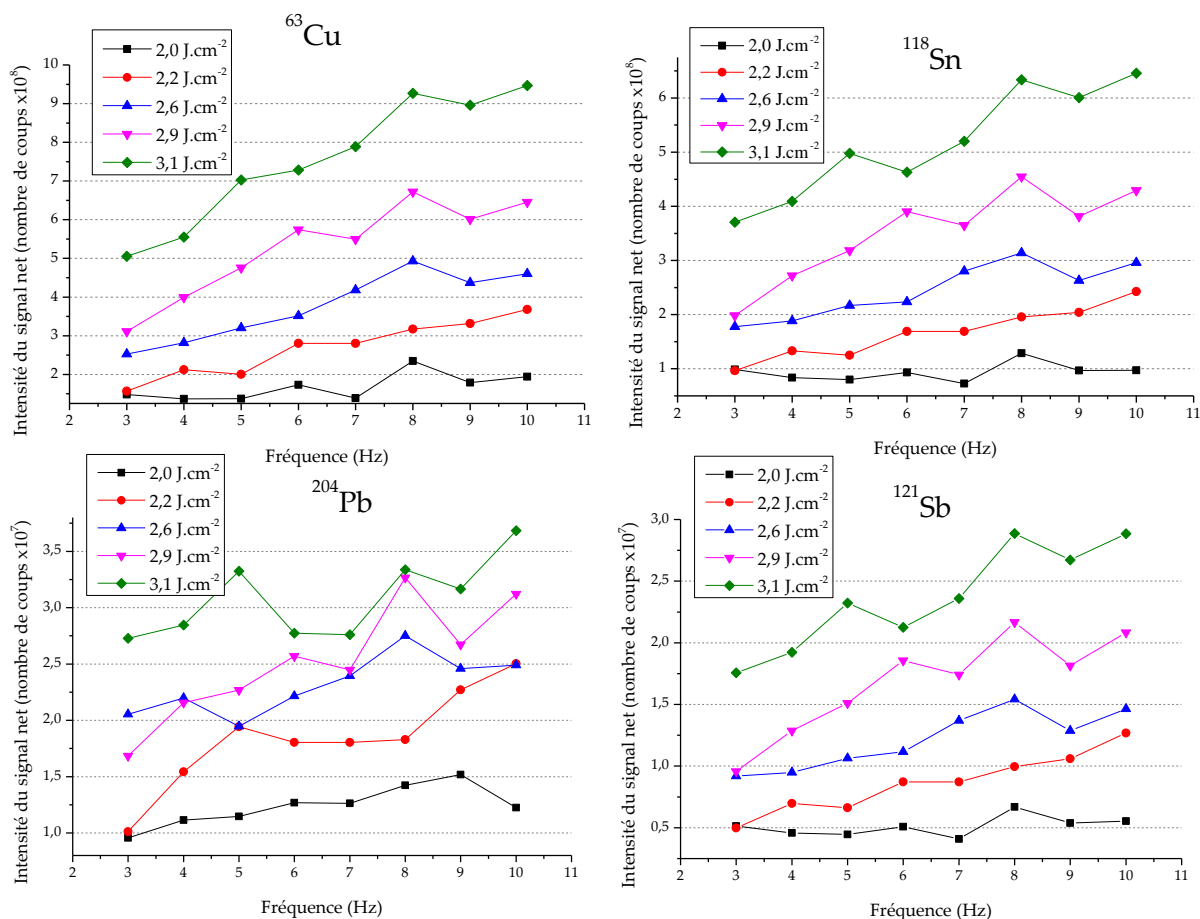 ⁶³Cu
2,0 J.cm⁻²
2,2 J.cm⁻²
2,6 J.cm⁻²
2,9 J.cm⁻²
3,1 J.cm⁻²
Intensité du signal net (nombre de coups x10⁸)
10
9
8
7
6
5
4
3
2
2 3 4 5 6 7 8 9 10 11
Fréquence (Hz)
¹¹⁸Sn
2,0 J.cm⁻²
2,2 J.cm⁻²
2,6 J.cm⁻²
2,9 J.cm⁻²
3,1 J.cm⁻²
Intensité du signal net (nombre de coups x10⁸)
6
5
4
3
2
1
2 3 4 5 6 7 8 9 10 11
Fréquence (Hz)
²⁰⁴Pb
2,0 J.cm⁻²
2,2 J.cm⁻²
2,6 J.cm⁻²
2,9 J.cm⁻²
3,1 J.cm⁻²
Intensité du signal net (nombre de coups x10⁷)
3,5
3,0
2,5
2,0
1,5
1,0
2 3 4 5 6 7 8 9 10 11
Fréquence (Hz)
¹²¹Sb
2,0 J.cm⁻²
2,2 J.cm⁻²
2,6 J.cm⁻²
2,9 J.cm⁻²
3,1 J.cm⁻²
Intensité du signal net (nombre de coups x10⁷)
3,0
2,5
2,0
1,5
1,0
0,5
2 3 4 5 6 7 8 9 10 11
Fréquence (Hz)